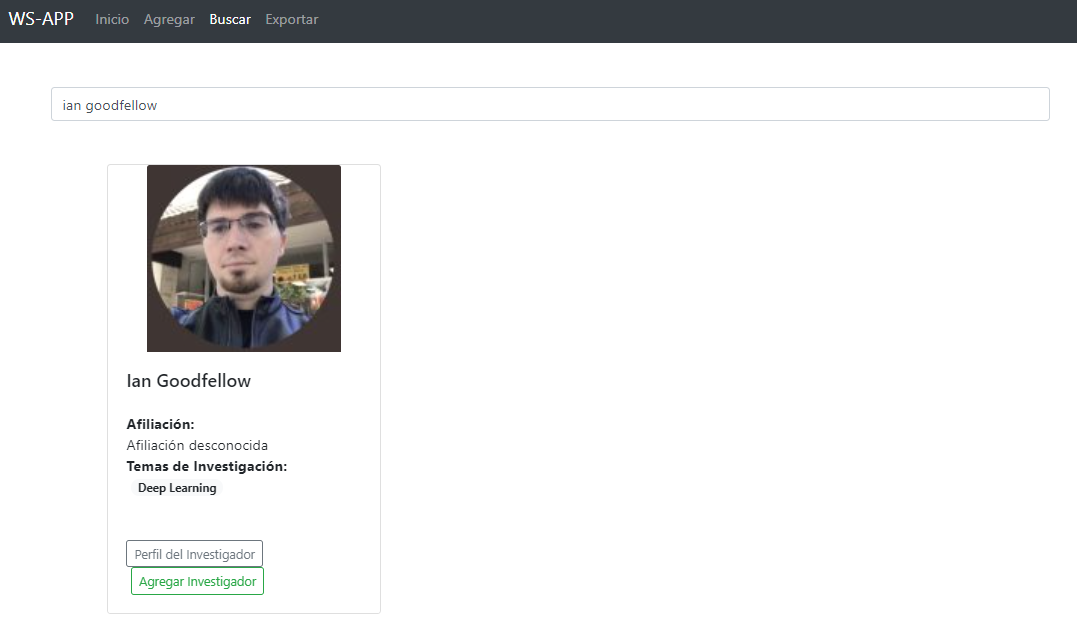 WS-APP Inicio Agregar Buscar Exportar
ian goodfellow
Ian Goodfellow
Afiliación:
Afiliación desconocida
Temas de Investigación:
Deep Learning
Perfil del Investigador
Agregar Investigador